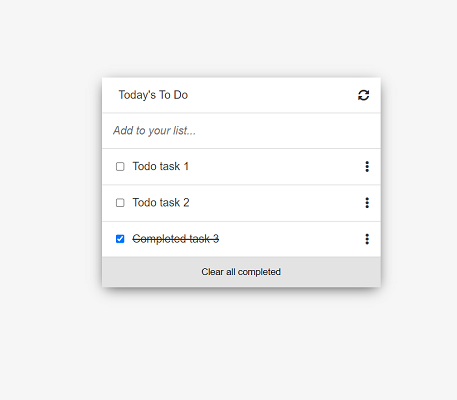 Today's To Do
Add to your list...
Todo task 1
Todo task 2
Completed task 3
Clear all completed